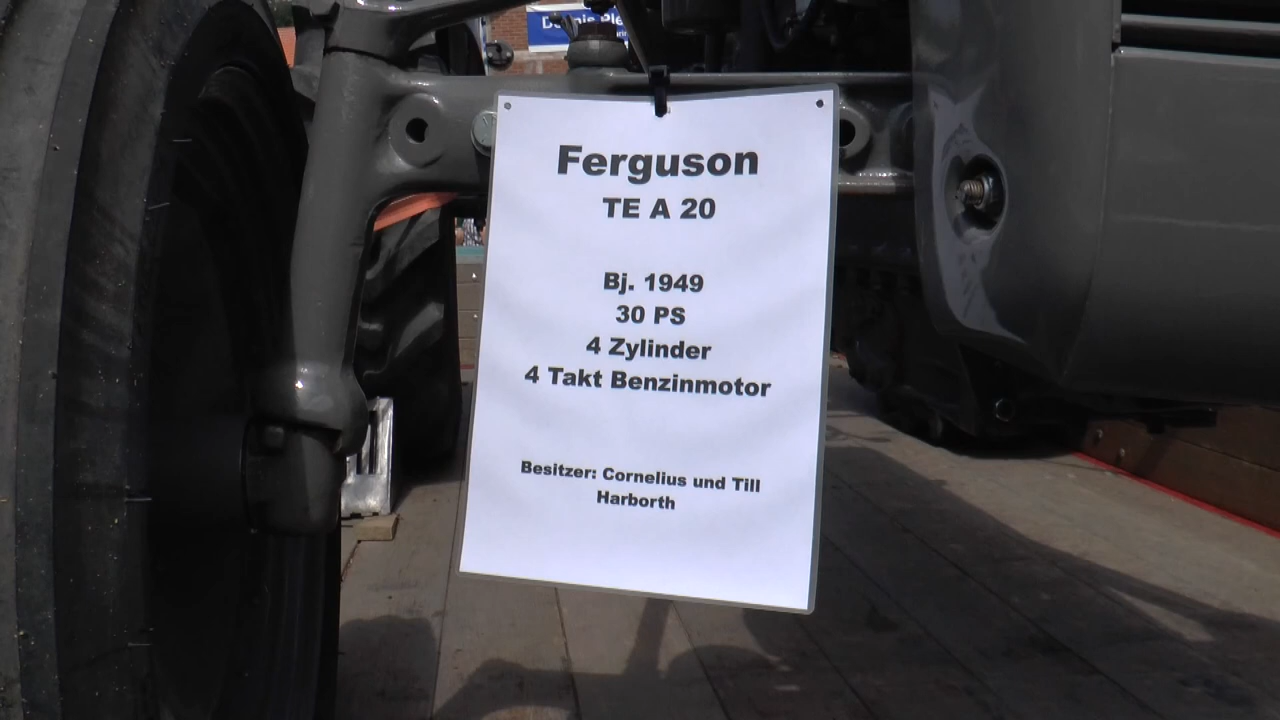 Ferguson
TE A 20
Bj. 1949
30 PS
4 Zylinder
4 Takt Benzinmotor
Besitzer: Cornelius und Till
Harborth